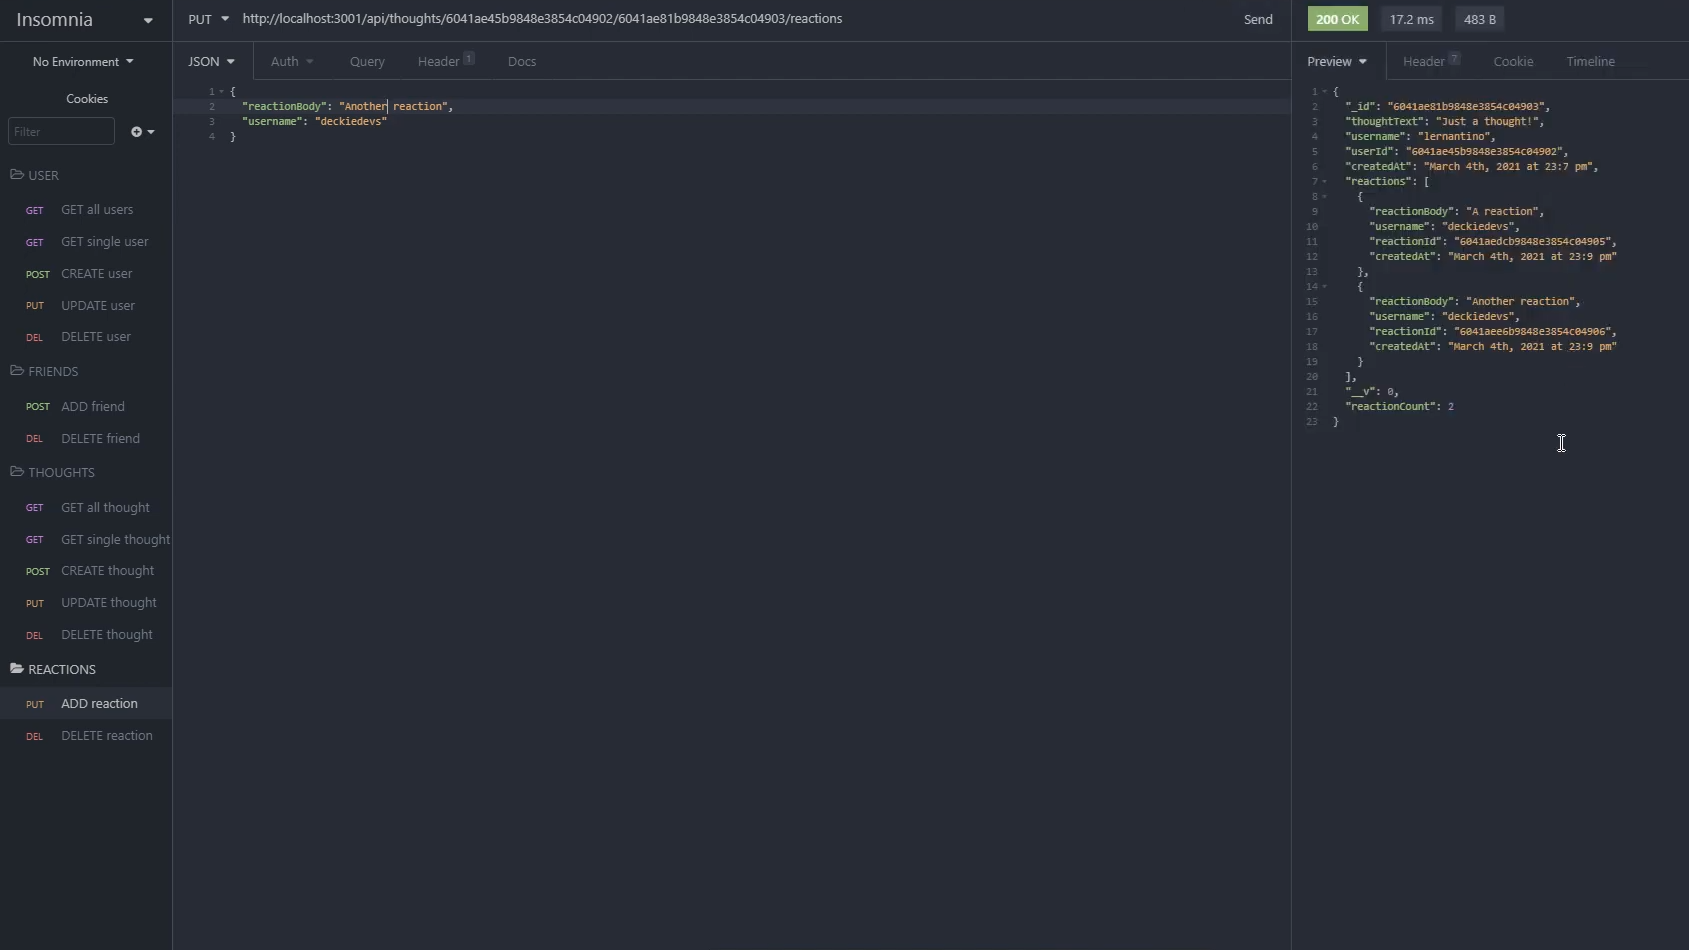 Insomnia
No Environment
Cookies
Filter
USER
GET GET all users
GET GET single user
POST CREATE user
PUT UPDATE user
DEL DELETE user
FRIENDS
POST ADD friend
DEL DELETE friend
THOUGHTS
GET GET all thought
GET GET single thought
POST CREATE thought
PUT UPDATE thought
DEL DELETE thought
REACTIONS
PUT ADD reaction
DEL DELETE reaction
PUT http://localhost:3001/api/thoughts/6041ae45b9848e3854c04902/6041ae81b9848e3854c04903/reactions Send
JSON Auth Query Header 1 Docs
1 {
2 "reactionBody": "Another reaction",
3 "username": "deckiedevs"
4 }
200 OK 17.2 ms 483 B
Preview Header 7 Cookie Timeline
1 {
2 "_id": "6041ae81b9848e3854c04903",
3 "thoughtText": "Just a thought!",
4 "username": "lernantino",
5 "userId": "6041ae45b9848e3854c04902",
6 "createdAt": "March 4th, 2021 at 23:7 pm",
7 "reactions": [
8 {
9 "reactionBody": "A reaction",
10 "username": "deckiedevs",
11 "reactionId": "6041aedcb9848e3854c04905",
12 "createdAt": "March 4th, 2021 at 23:9 pm"
13 },
14 {
15 "reactionBody": "Another reaction",
16 "username": "deckiedevs",
17 "reactionId": "6041aee6b9848e3854c04906",
18 "createdAt": "March 4th, 2021 at 23:9 pm"
19 }
20 ],
21 "__v": 0,
22 "reactionCount": 2
23 }